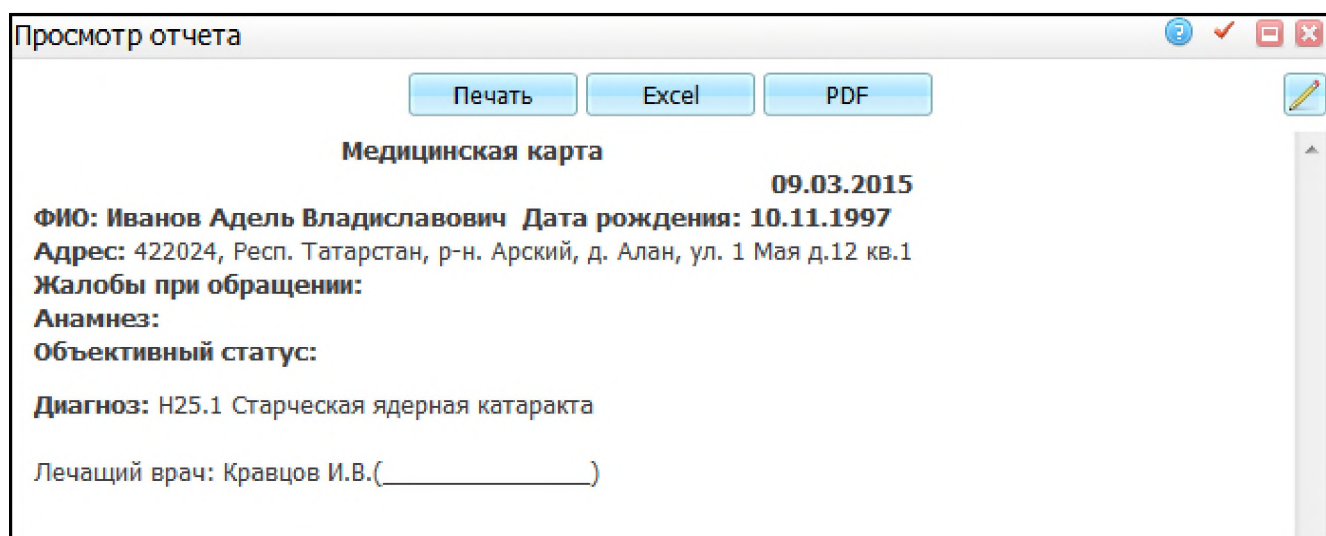 Просмотр отчета
Печать Excel PDF
Медицинская карта
09.03.2015
ФИО: Иванов Адель Владиславович Дата рождения: 10.11.1997
Адрес: 422024, Респ. Татарстан, р-н. Арский, д. Алан, ул. 1 Мая д.12 кв.1
Жалобы при обращении:
Анамнез:
Объективный статус:
Диагноз: H25.1 Старческая ядерная катаракта
Лечащий врач: Кравцов И.В.(________________)